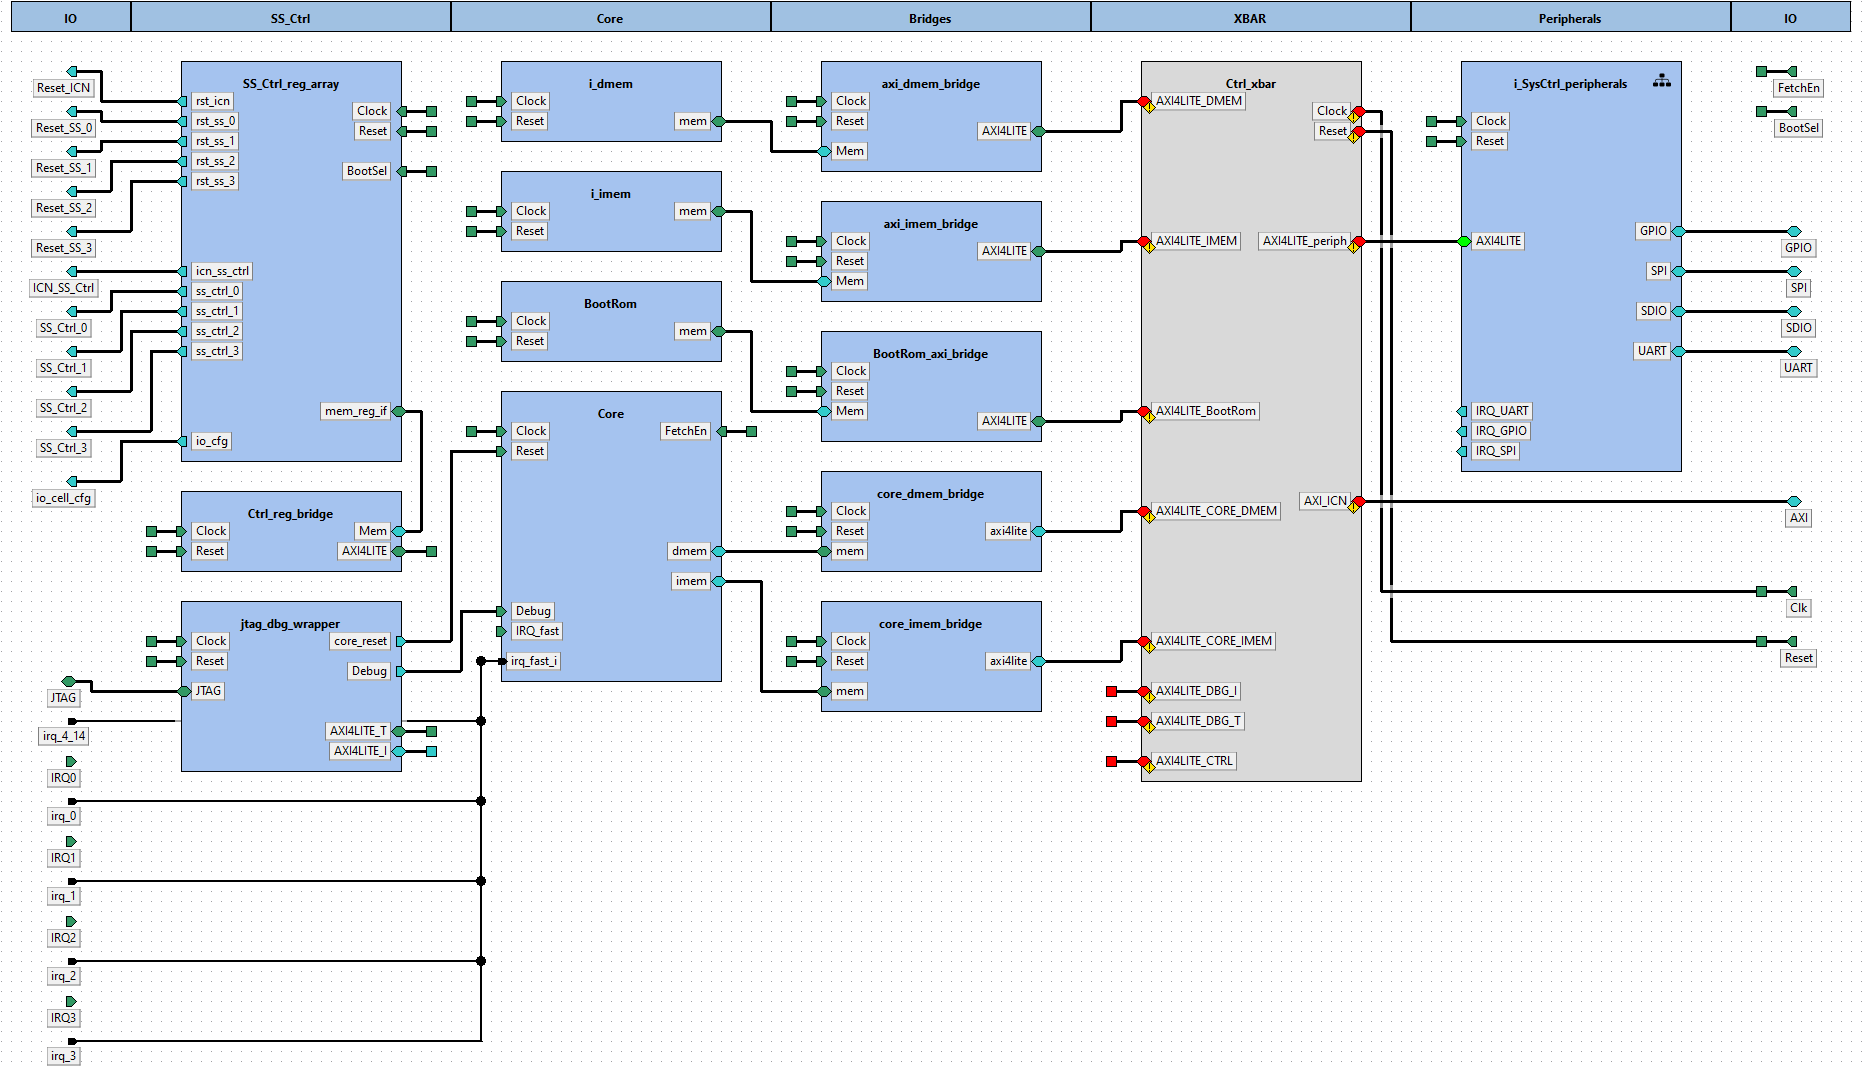 IO
SS_Ctrl
Core
Bridges
XBAR
Peripherals
IO
Reset_ICN
Reset_SS_0
Reset_SS_1
Reset_SS_2
Reset_SS_3
ICN_SS_Ctrl
SS_Ctrl_0
SS_Ctrl_1
SS_Ctrl_2
SS_Ctrl_3
io_cell_cfg
JTAG
irq_4_14
IRQ0
irq_0
IRQ1
irq_1
IRQ2
irq_2
IRQ3
irq_3
SS_Ctrl_reg_array
rst_icn
rst_ss_0
rst_ss_1
rst_ss_2
rst_ss_3
icn_ss_ctrl
ss_ctrl_0
ss_ctrl_1
ss_ctrl_2
ss_ctrl_3
io_cfg
Clock
Reset
BootSel
mem_reg_if
Ctrl_reg_bridge
Clock
Reset
Mem
AXI4LITE
jtag_dbg_wrapper
Clock
Reset
JTAG
core_reset
Debug
AXI4LITE_T
AXI4LITE_I
i_dmem
Clock
Reset
mem
i_imem
Clock
Reset
mem
BootRom
Clock
Reset
mem
Core
Clock
Reset
Debug
IRQ_fast
irq_fast_i
FetchEn
dmem
imem
axi_dmem_bridge
Clock
Reset
Mem
AXI4LITE
axi_imem_bridge
Clock
Reset
Mem
AXI4LITE
BootRom_axi_bridge
Clock
Reset
Mem
AXI4LITE
core_dmem_bridge
Clock
Reset
mem
axi4lite
core_imem_bridge
Clock
Reset
mem
axi4lite
Ctrl_xbar
AXI4LITE_DMEM
AXI4LITE_IMEM
AXI4LITE_BootRom
AXI4LITE_CORE_DMEM
AXI4LITE_CORE_IMEM
AXI4LITE_DBG_I
AXI4LITE_DBG_T
AXI4LITE_CTRL
Clock
Reset
AXI4LITE_periph
AXI_ICN
i_SysCtrl_peripherals
Clock
Reset
AXI4LITE
IRQ_UART
IRQ_GPIO
IRQ_SPI
GPIO
SPI
SDIO
UART
FetchEn
BootSel
GPIO
SPI
SDIO
UART
AXI
Clk
Reset